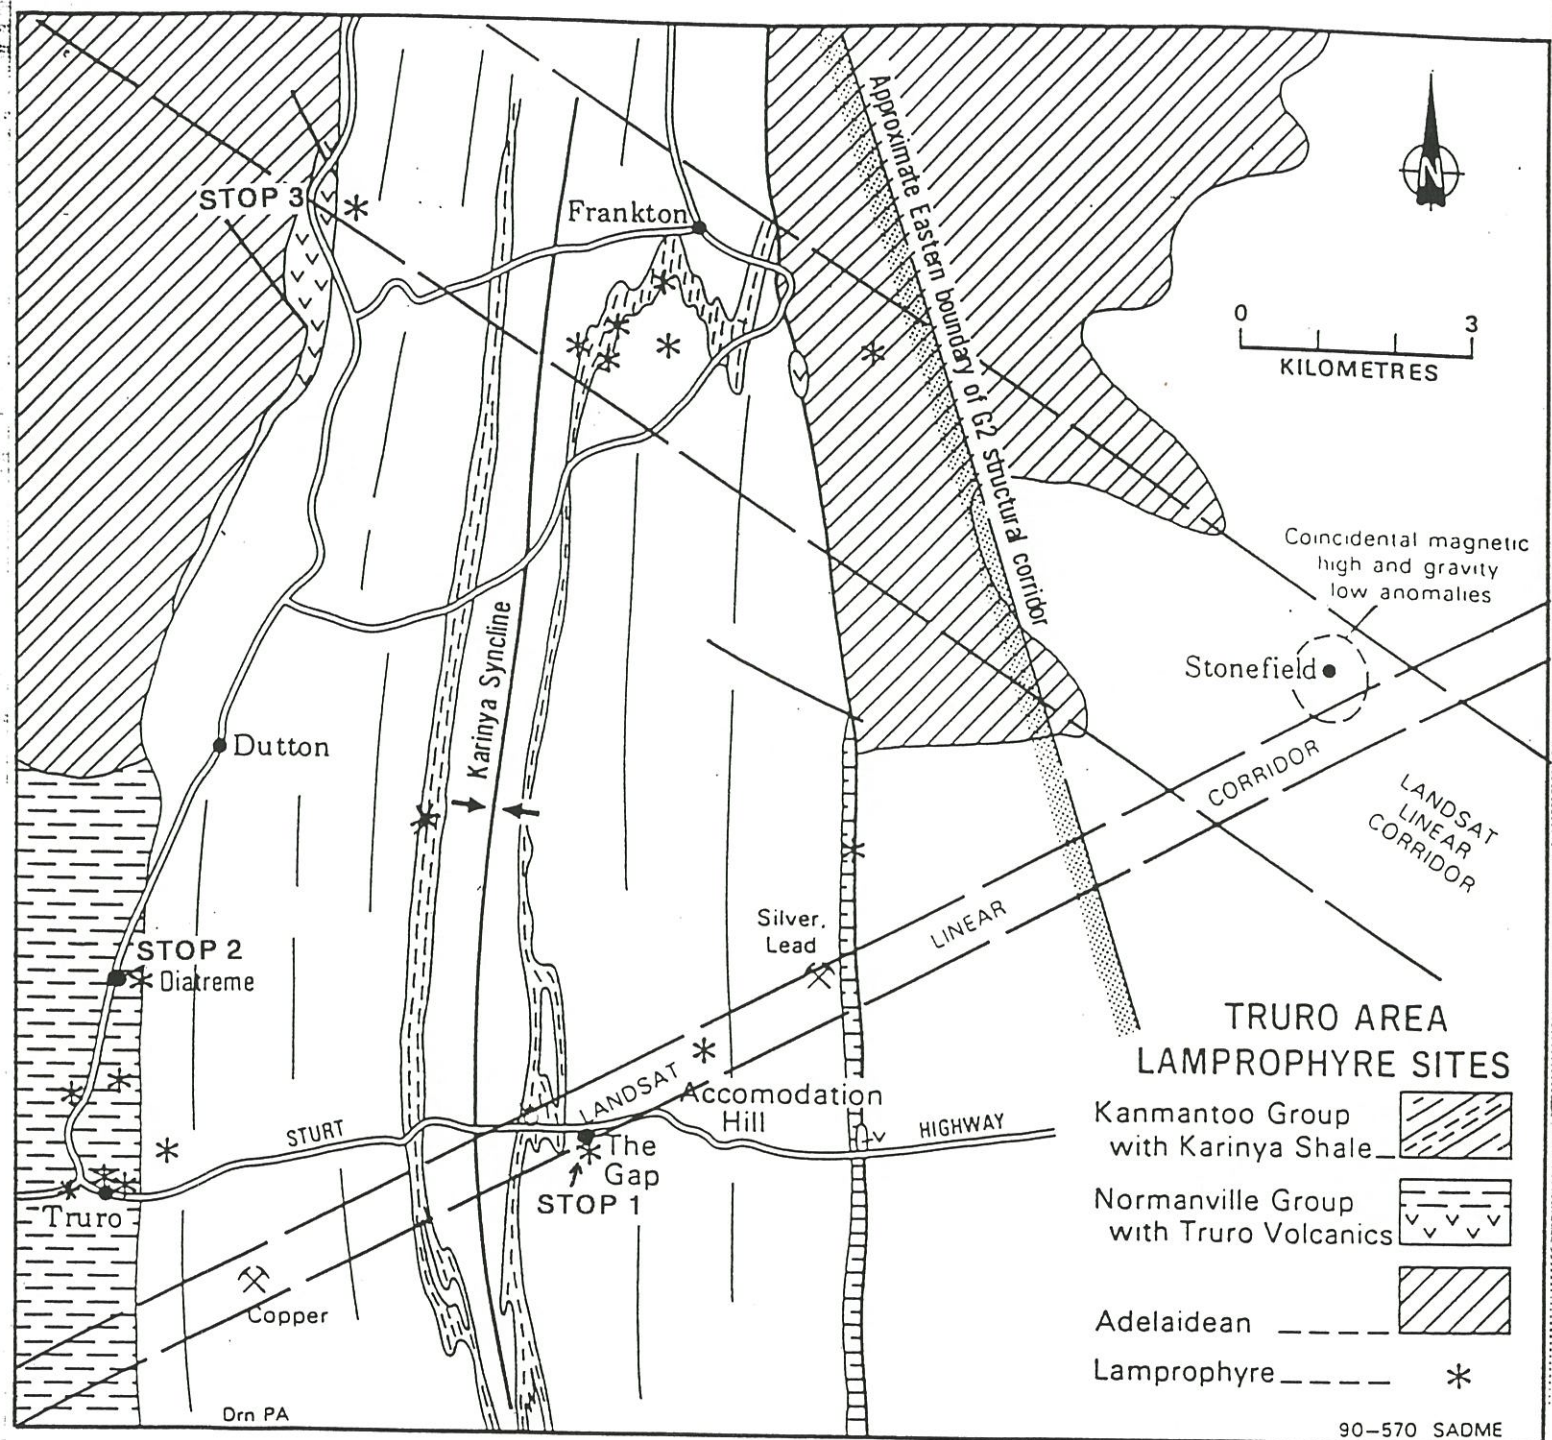 STOP 3
Frankton
Approximate Eastern boundary of G2 structural corridor
N
0 3
KILOMETRES
Coincidental magnetic
high and gravity
low anomalies
Stonefield
Karinya Syncline
Dutton
CORRIDOR
LANDSAT
LINEAR
CORRIDOR
STOP 2
Diatreme
Silver,
Lead
LINEAR
LANDSAT
Accomodation
Hill
STURT
HIGHWAY
The
Gap
STOP 1
Truro
Copper
Drn PA
TRURO AREA
LAMPROPHYRE SITES
Kanmantoo Group
with Karinya Shale
Normanville Group
with Truro Volcanics
Adelaidean
Lamprophyre
90-570 SADME